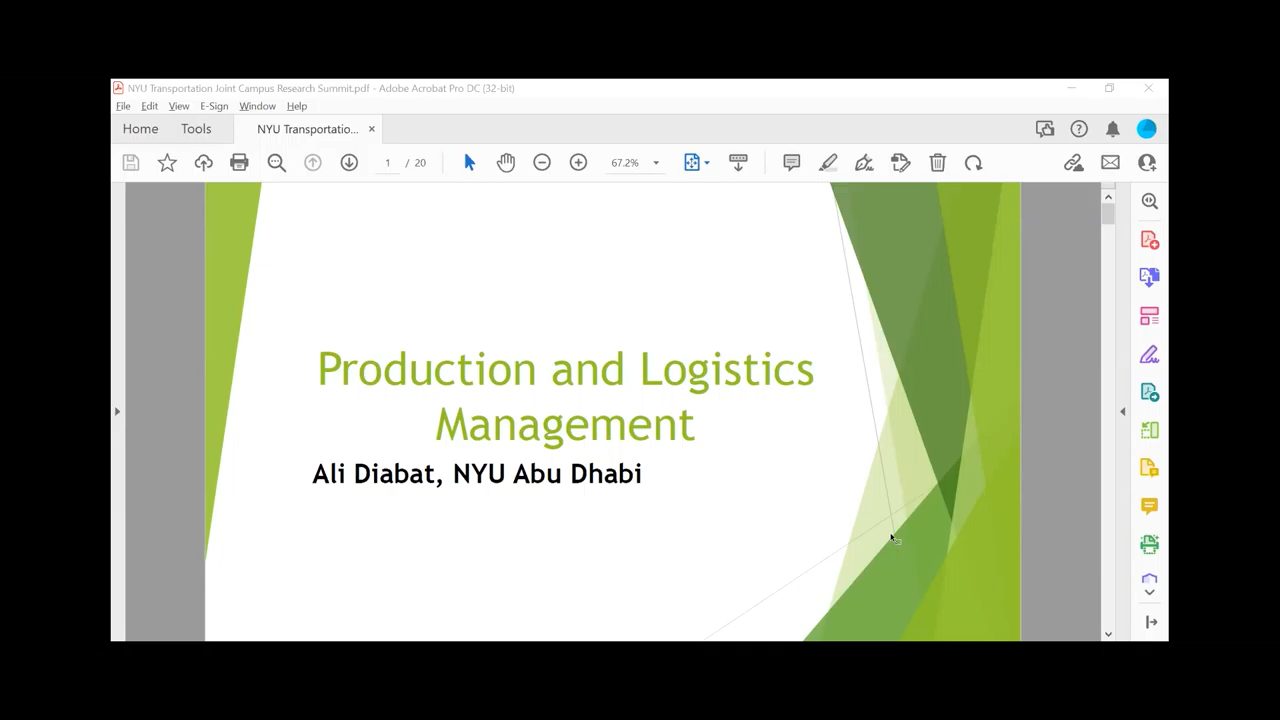 NYU Transportation Joint Campus Research Summit.pdf - Adobe Acrobat Pro DC (32-bit)
File Edit View E-Sign Window Help
Home Tools NYU Transportatio...
1 / 20 67.2%
Production and Logistics
Management
Ali Diabat, NYU Abu Dhabi